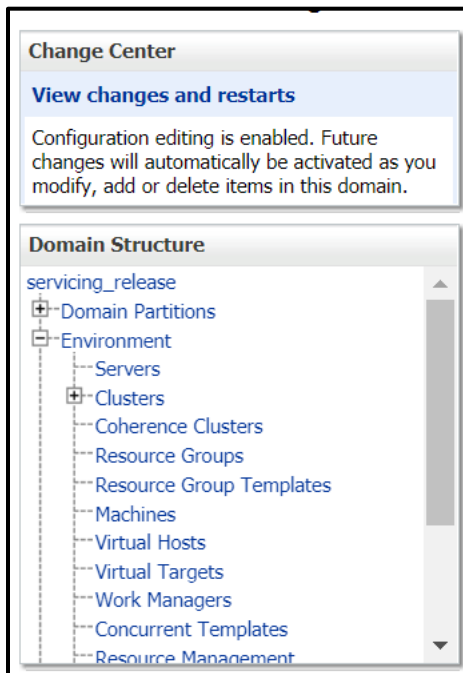 Change Center
View changes and restarts
Configuration editing is enabled. Future
changes will automatically be activated as you
modify, add or delete items in this domain.
Domain Structure
servicing_release
Domain Partitions
Environment
Servers
Clusters
Coherence Clusters
Resource Groups
Resource Group Templates
Machines
Virtual Hosts
Virtual Targets
Work Managers
Concurrent Templates
Resource Management